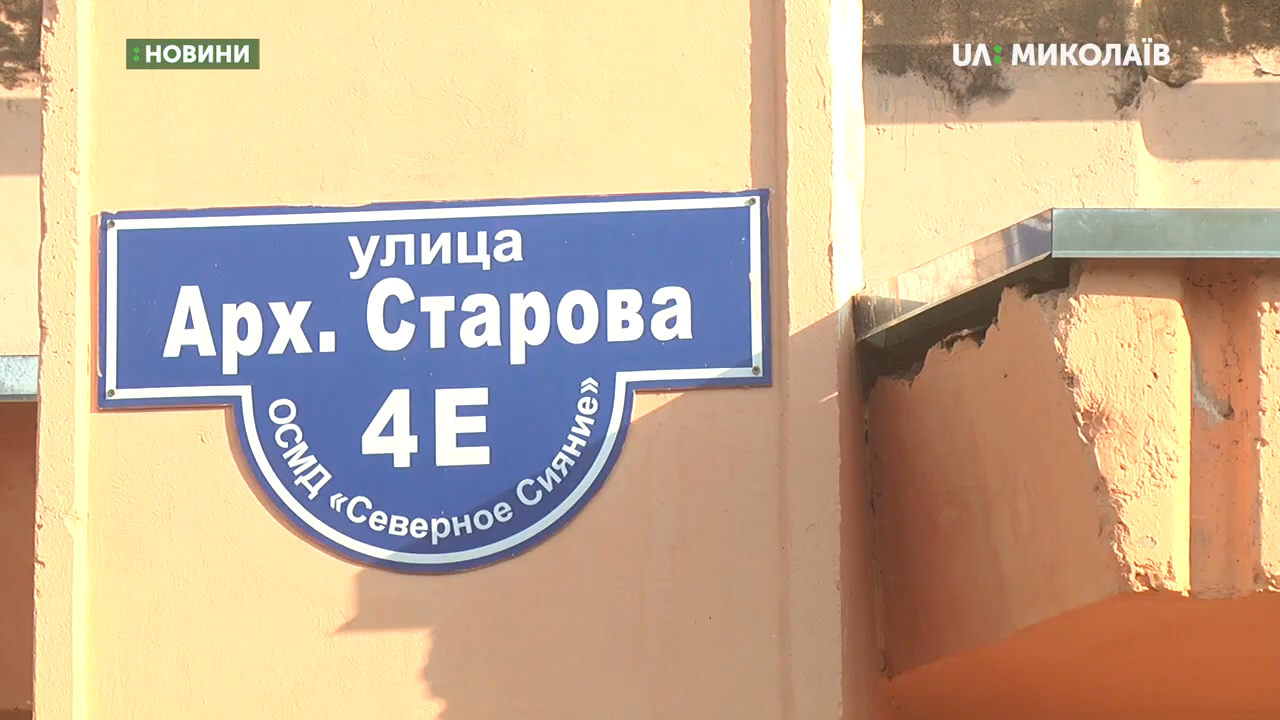 :НОВИНИ
UA: МИКОЛАЇВ
улица
Арх. Старова
4Е
ОСМД «Северное Сияние»